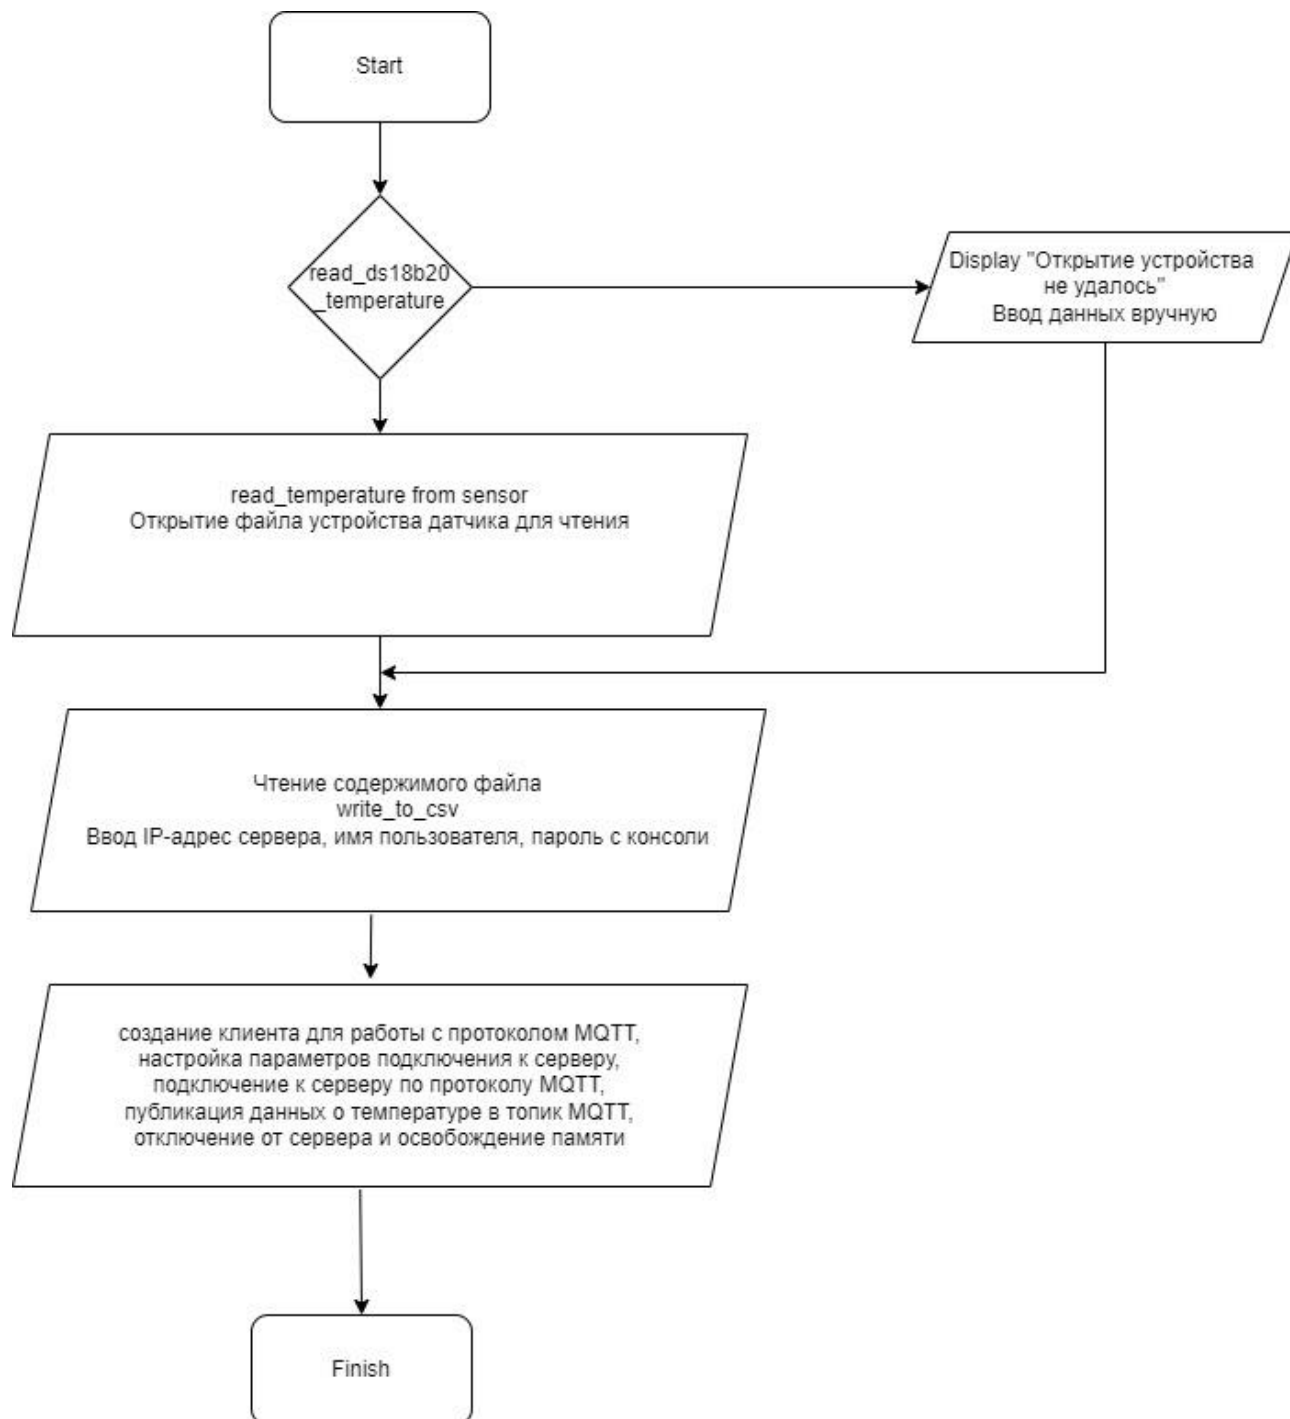 Start
read_ds18b20
_temperature
Display "Открытие устройства
не удалось"
Ввод данных вручную
read_temperature from sensor
Открытие файла устройства датчика для чтения
Чтение содержимого файла
write_to_csv
Ввод IP-адрес сервера, имя пользователя, пароль с консоли
создание клиента для работы с протоколом MQTT,
настройка параметров подключения к серверу,
подключение к серверу по протоколу MQTT,
публикация данных о температуре в топик MQTT,
отключение от сервера и освобождение памяти
Finish